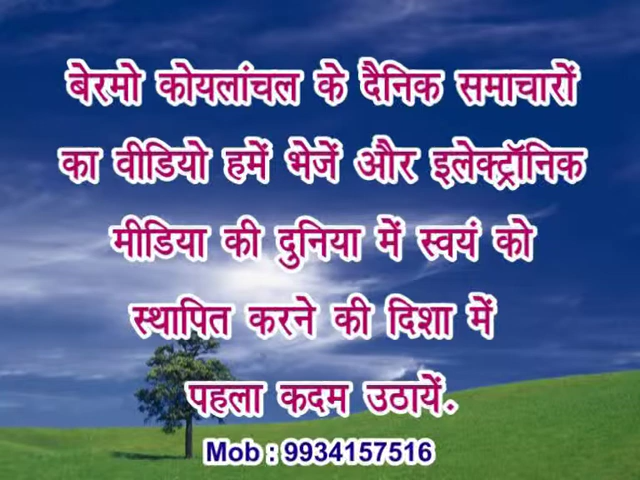 बेरमो कोयलांचल के दैनिक समाचारों
का वीडियो हमें भेजें और इलेक्ट्रॉनिक
मीडिया की दुनिया में स्वयं को
स्थापित करने की दिशा में
पहला कदम उठायें.
Mob : 9934157516